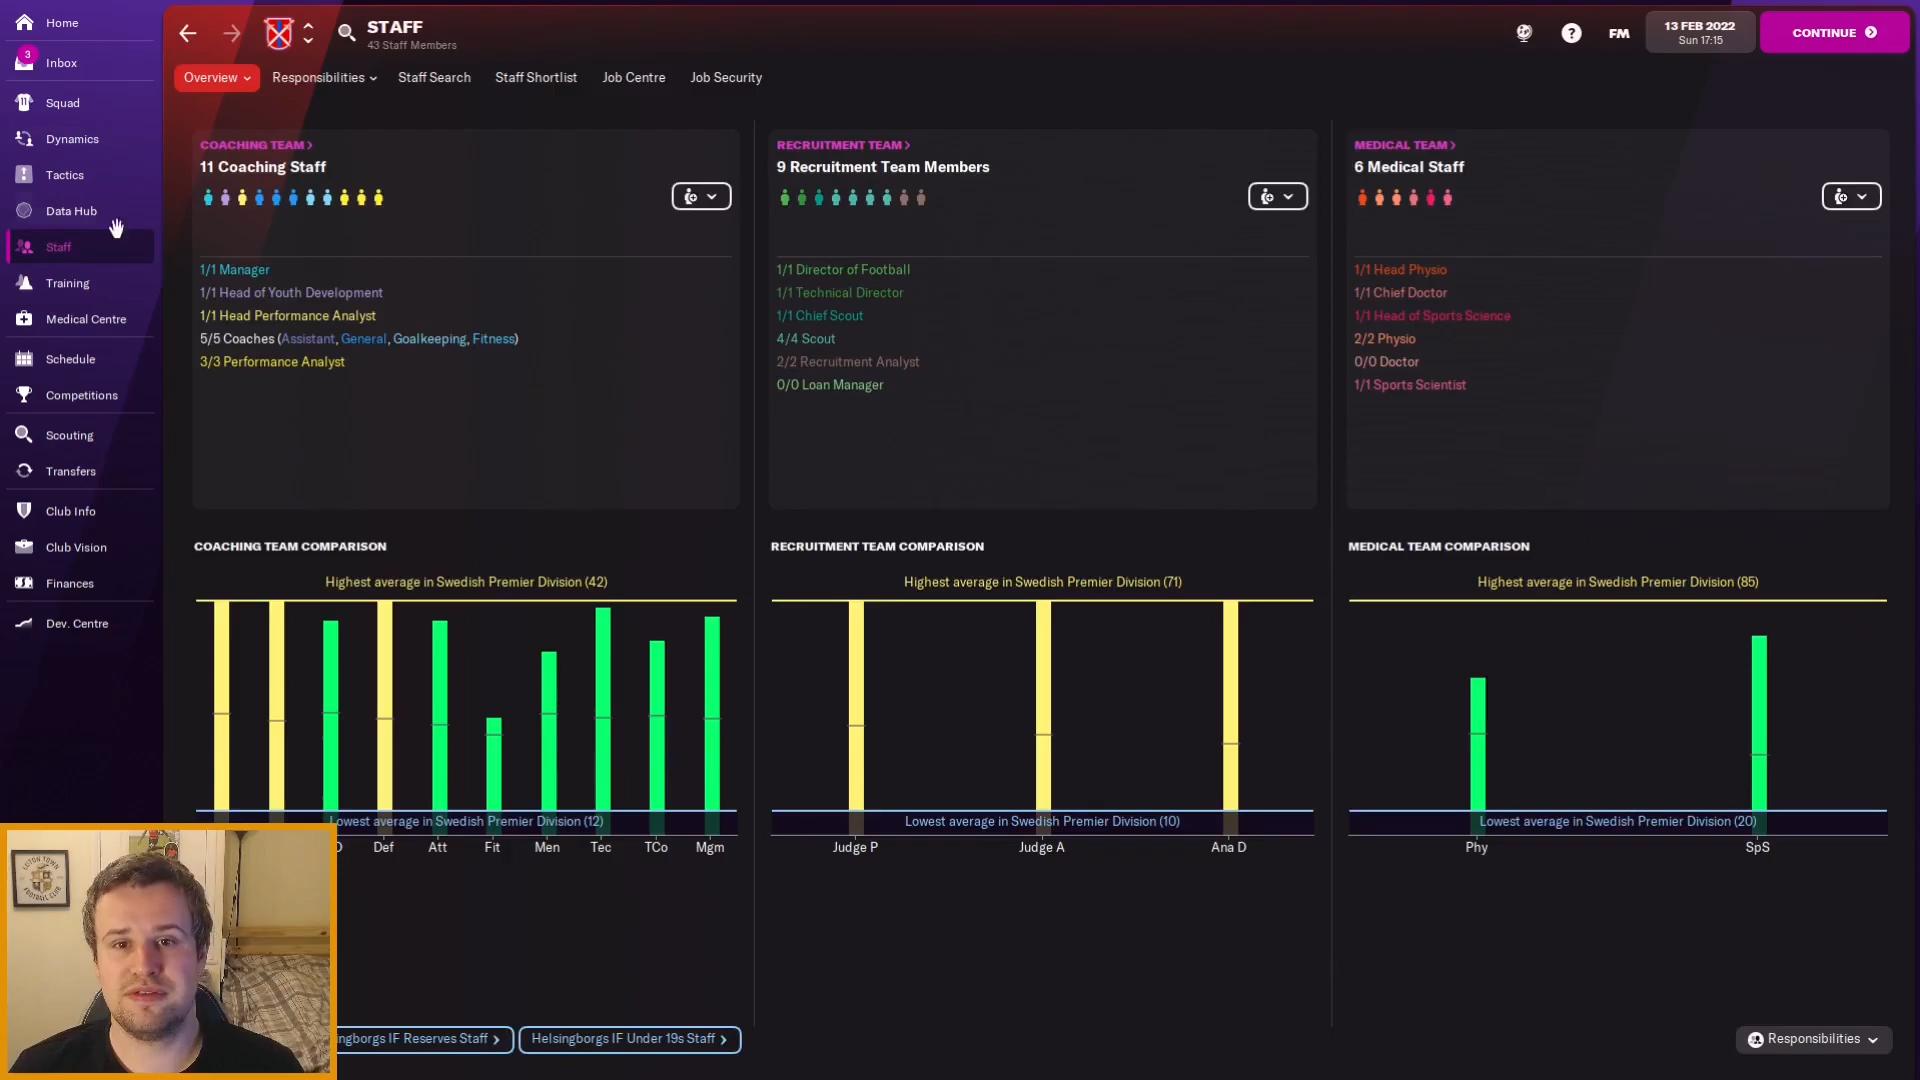 Home
3
Inbox
Squad
Dynamics
Tactics
Data Hub
Staff
Training
Medical Centre
Schedule
Competitions
Scouting
Transfers
Club Info
Club Vision
Finances
Dev. Centre
STAFF
43 Staff Members
FM
13 FEB 2022
Sun 17:15
CONTINUE
Overview
Responsibilities
Staff Search
Staff Shortlist
Job Centre
Job Security
COACHING TEAM >
11 Coaching Staff
1/1 Manager
1/1 Head of Youth Development
1/1 Head Performance Analyst
5/5 Coaches (Assistant, General, Goalkeeping, Fitness)
3/3 Performance Analyst
RECRUITMENT TEAM >
9 Recruitment Team Members
1/1 Director of Football
1/1 Technical Director
1/1 Chief Scout
4/4 Scout
2/2 Recruitment Analyst
0/0 Loan Manager
MEDICAL TEAM >
6 Medical Staff
1/1 Head Physio
1/1 Chief Doctor
1/1 Head of Sports Science
2/2 Physio
0/0 Doctor
1/1 Sports Scientist
COACHING TEAM COMPARISON
Highest average in Swedish Premier Division (42)
Lowest average in Swedish Premier Division (12)
Def Att Fit Men Tec TCo Mgm
RECRUITMENT TEAM COMPARISON
Highest average in Swedish Premier Division (71)
Lowest average in Swedish Premier Division (10)
Judge P Judge A Ana D
MEDICAL TEAM COMPARISON
Highest average in Swedish Premier Division (85)
Lowest average in Swedish Premier Division (20)
Phy SpS
ngborgs IF Reserves Staff >
Helsingborgs IF Under 19s Staff >
Responsibilities